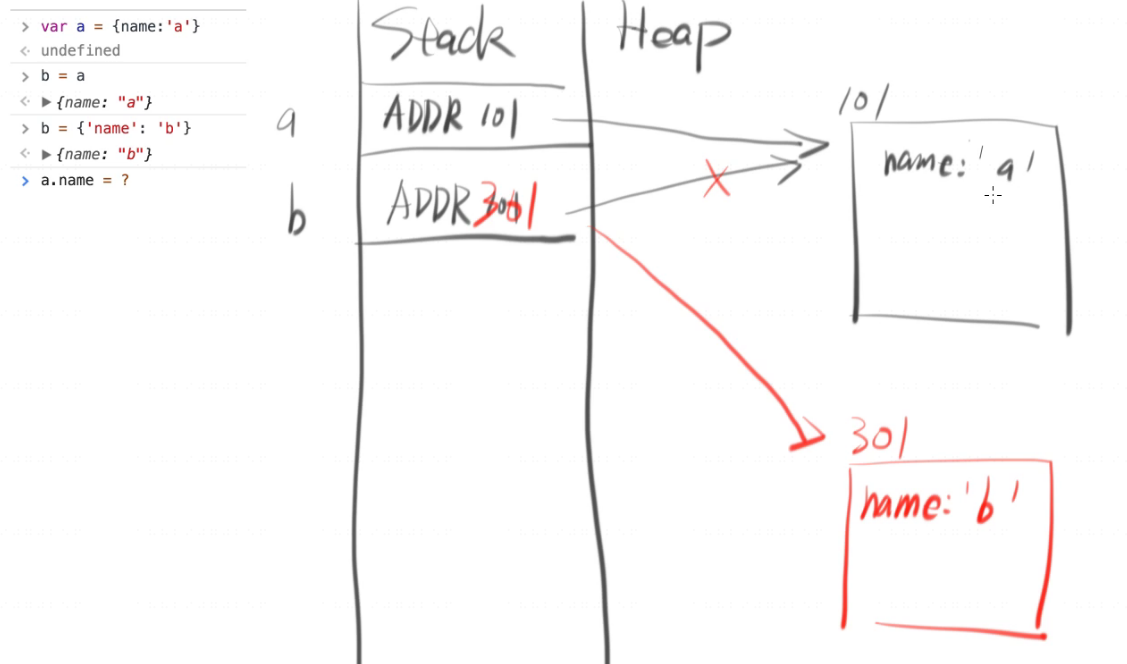 > var a = {name:'a'}
<· undefined
> b = a
<· ▶{name: "a"}
> b = {'name': 'b'}
<· ▶{name: "b"}
> a.name = ?
Stack
Heap
a
ADDR 101
101
name: 'a'
b
ADDR 301
301
name: 'b'